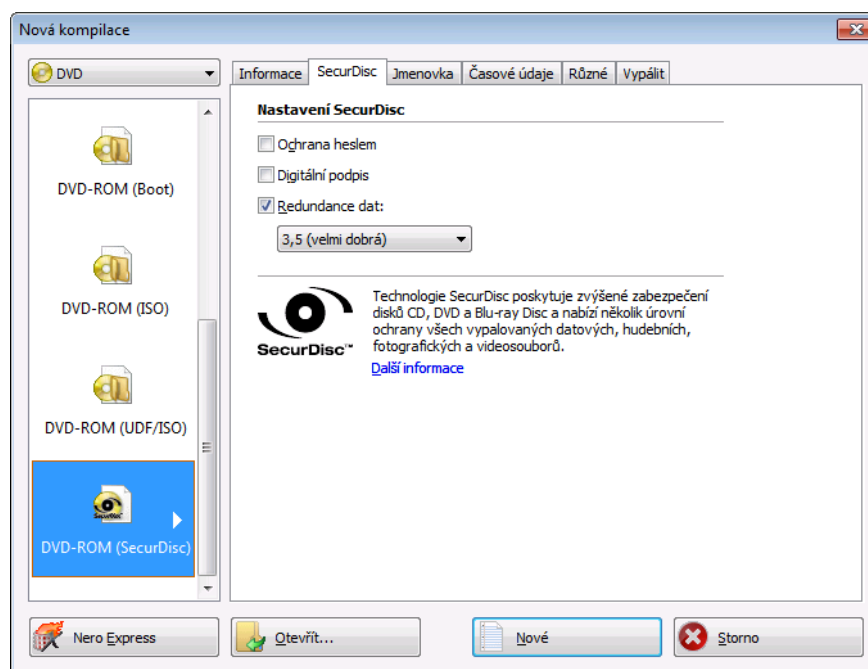 Nová kompilace
DVD
Informace
SecurDisc
Jmenovka
Časové údaje
Různé
Vypálit
DVD-ROM (Boot)
DVD-ROM (ISO)
DVD-ROM (UDF/ISO)
DVD-ROM (SecurDisc)
Nastavení SecurDisc
Ochrana heslem
Digitální podpis
Redundance dat:
3,5 (velmi dobrá)
SecurDisc™
Technologie SecurDisc poskytuje zvýšené zabezpečení
disků CD, DVD a Blu-ray Disc a nabízí několik úrovní
ochrany všech vypalovaných datových, hudebních,
fotografických a videosouborů.
Další informace
Nero Express
Otevřít...
Nové
Storno